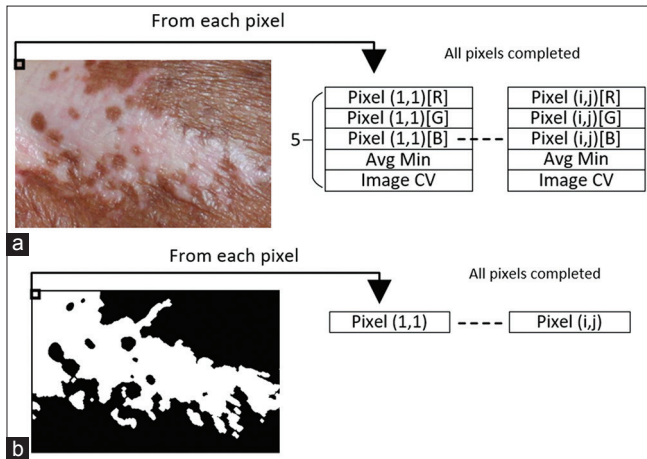 From each pixel
All pixels completed
Pixel (1,1)[R] Pixel (i,j)[R]
Pixel (1,1)[G] Pixel (i,j)[G]
5 Pixel (1,1)[B] Pixel (i,j)[B]
Avg Min Avg Min
Image CV Image CV
a
From each pixel
All pixels completed
Pixel (1,1) Pixel (i,j)
b